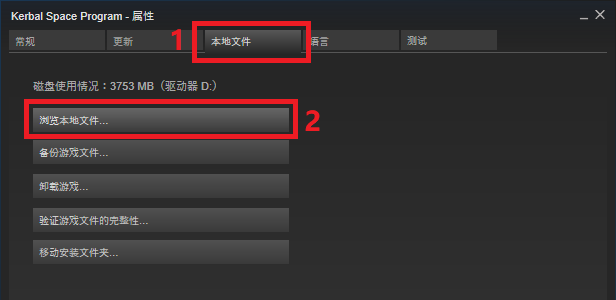 Kerbal Space Program - 属性
常规 更新 1 本地文件 语言 测试
磁盘使用情况：3753 MB（驱动器 D:）
浏览本地文件... 2
备份游戏文件...
卸载游戏...
验证游戏文件的完整性...
移动安装文件夹...